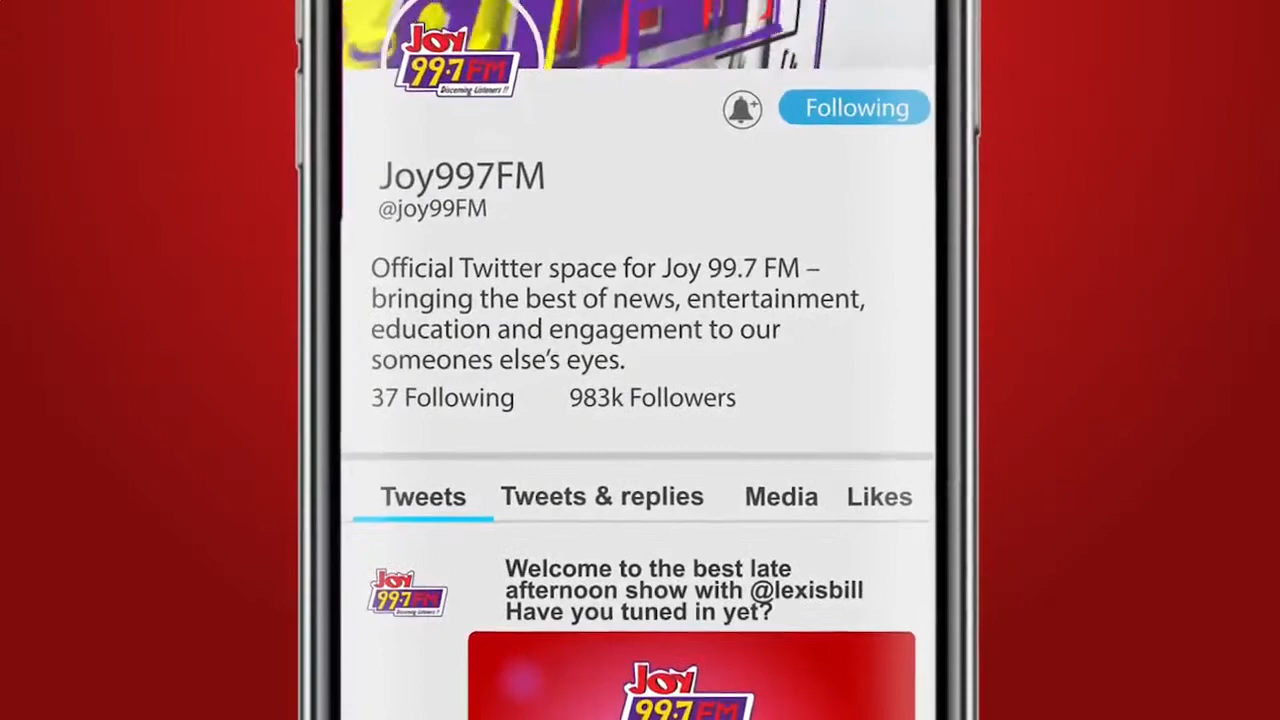 Joy
99.7 FM
Discerning Listeners !!
Following
Joy997FM
@joy99FM
Official Twitter space for Joy 99.7 FM –
bringing the best of news, entertainment,
education and engagement to our
someones else’s eyes.
37 Following 983k Followers
Tweets Tweets & replies Media Likes
Joy
99.7 FM
Discerning Listeners !!
Welcome to the best late
afternoon show with @lexisbill
Have you tuned in yet?
Joy
99.7 FM